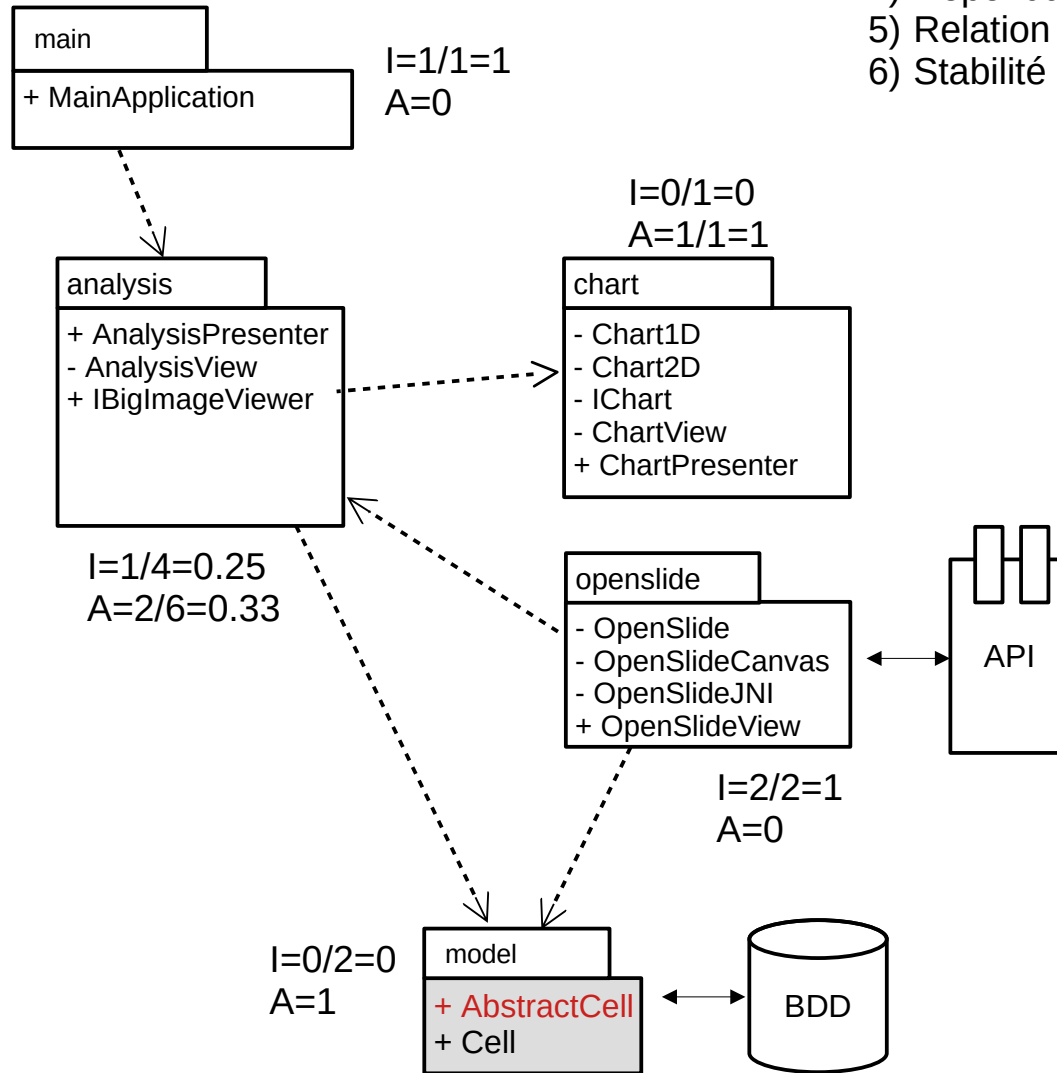 5) Relation
6) Stabilité
main
+ MainApplication
I=1/1=1
A=0
I=0/1=0
A=1/1=1
analysis
+ AnalysisPresenter
- AnalysisView
+ IBigImageViewer
chart
- Chart1D
- Chart2D
- IChart
- ChartView
+ ChartPresenter
I=1/4=0.25
A=2/6=0.33
openslide
- OpenSlide
- OpenSlideCanvas
- OpenSlideJNI
+ OpenSlideView
API
I=2/2=1
A=0
I=0/2=0
A=1
model
+ AbstractCell
+ Cell
BDD